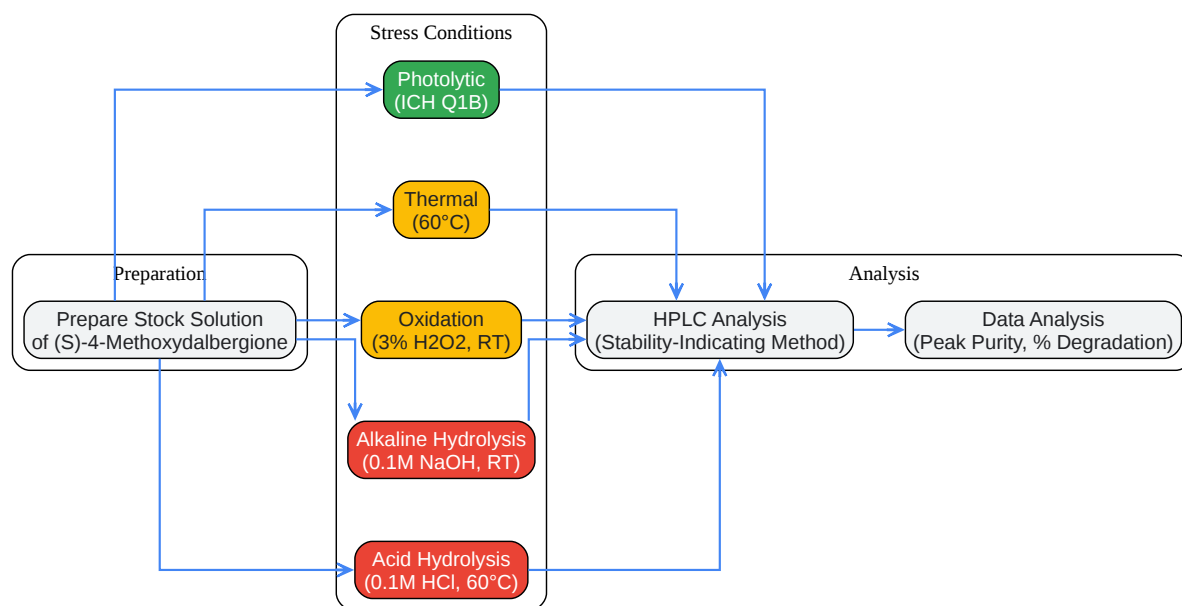 Stress Conditions
Photolytic
(ICH Q1B)
Thermal
(60°C)
Preparation
Prepare Stock Solution
of (S)-4-Methoxydalbergione
Oxidation
(3% H2O2, RT)
Alkaline Hydrolysis
(0.1M NaOH, RT)
Acid Hydrolysis
(0.1M HCl, 60°C)
Analysis
HPLC Analysis
(Stability-Indicating Method)
Data Analysis
(Peak Purity, % Degradation)